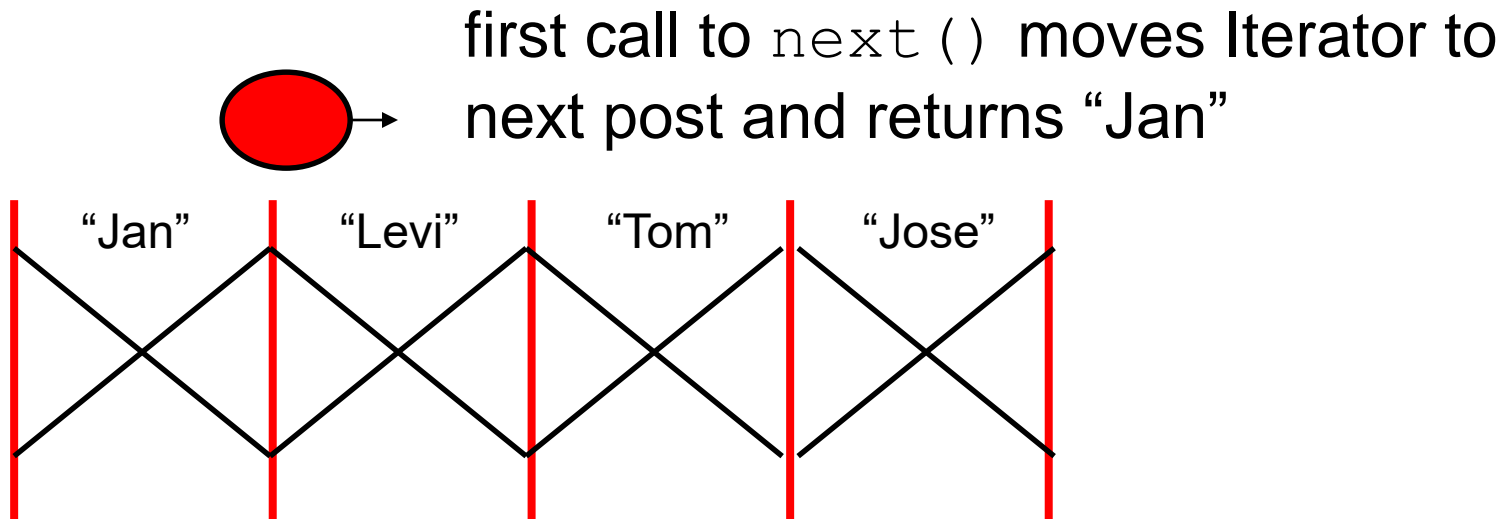 first call to next() moves Iterator to
next post and returns “Jan”
“Jan” “Levi” “Tom” “Jose”